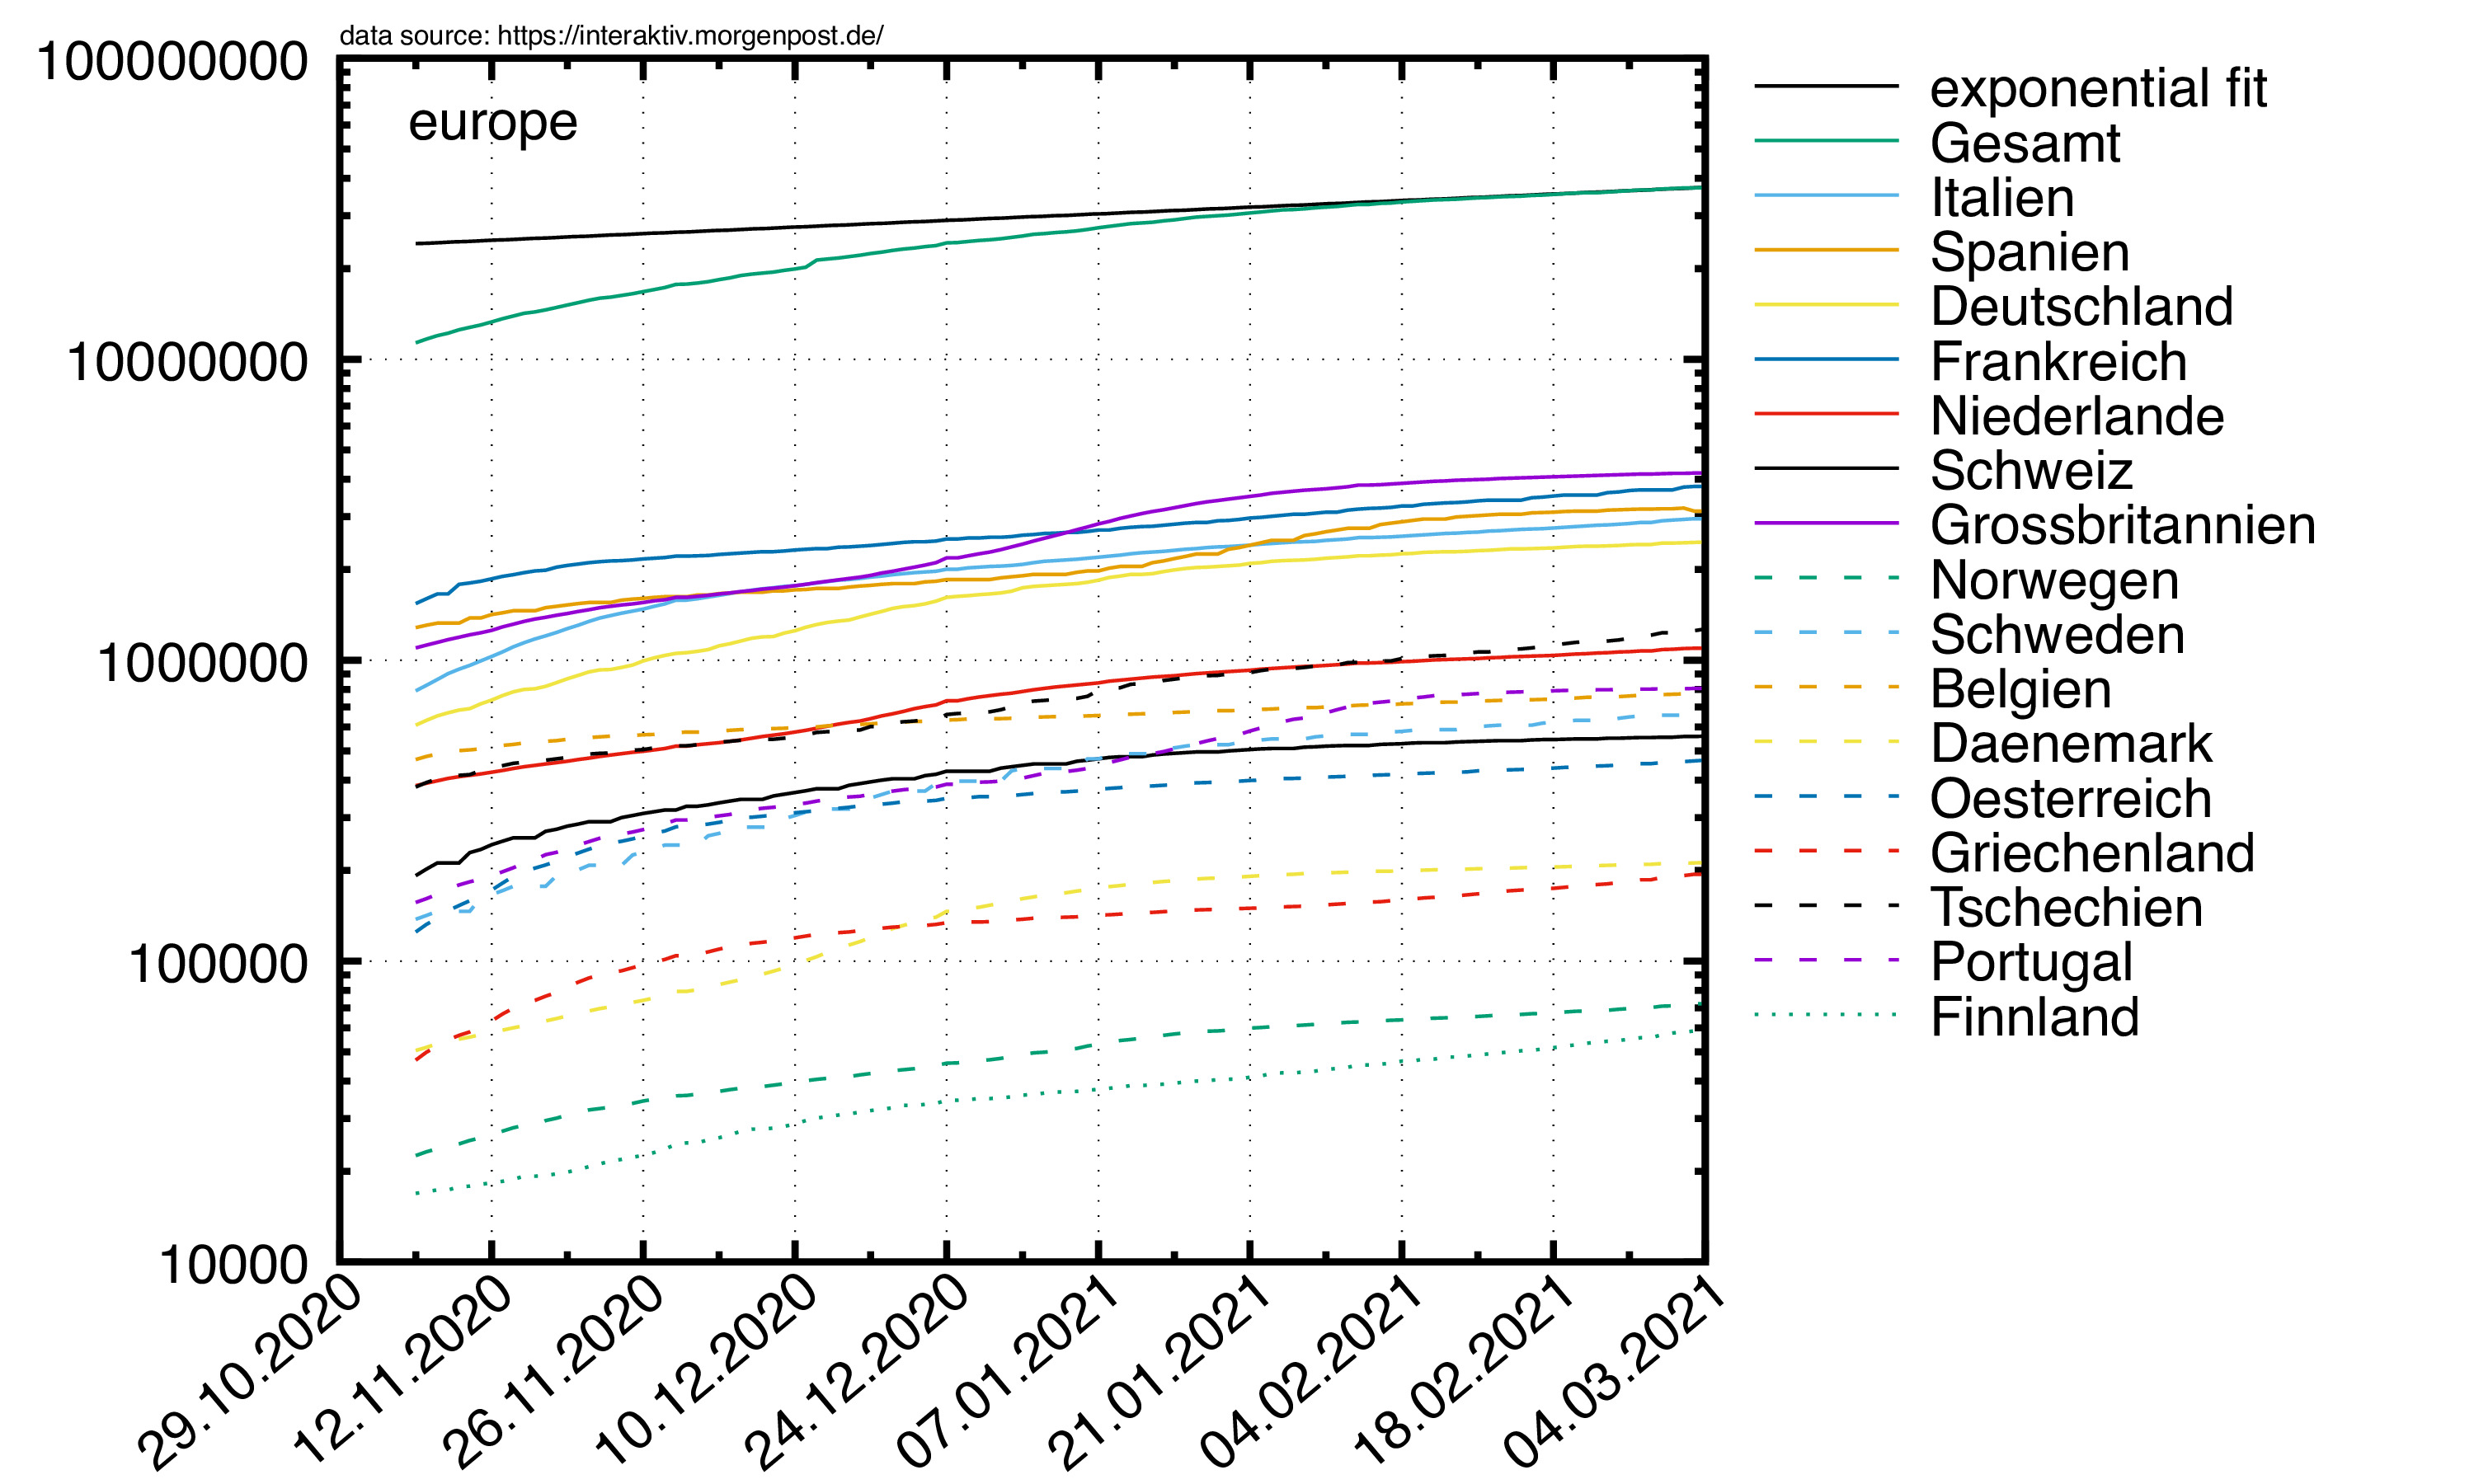 data source: https://interaktiv.morgenpost.de/
100000000
10000000
1000000
100000
10000
europe
29.10.2020
12.11.2020
26.11.2020
10.12.2020
24.12.2020
07.01.2021
21.01.2021
04.02.2021
18.02.2021
04.03.2021
exponential fit
Gesamt
Italien
Spanien
Deutschland
Frankreich
Niederlande
Schweiz
Grossbritannien
Norwegen
Schweden
Belgien
Daenemark
Oesterreich
Griechenland
Tschechien
Portugal
Finnland